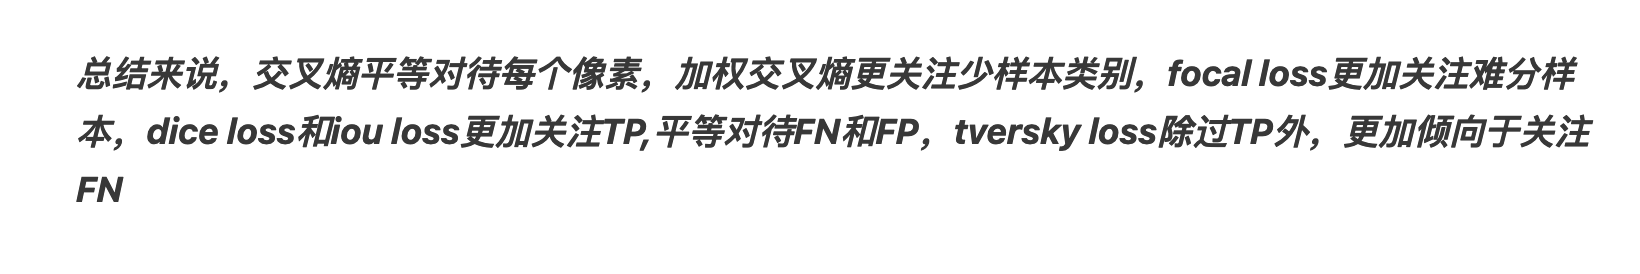 总结来说，交叉熵平等对待每个像素，加权交叉熵更关注少样本类别，focal loss更加关注难分样
本，dice loss和iou loss更加关注TP,平等对待FN和FP，tversky loss除过TP外，更加倾向于关注
FN